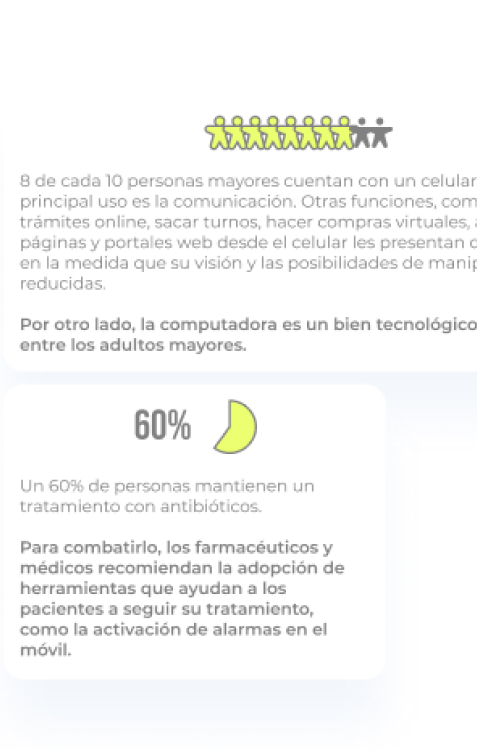 8 de cada 10 personas mayores cuentan con un celular
principal uso es la comunicación. Otras funciones, com
trámites online, sacar turnos, hacer compras virtuales,
páginas y portales web desde el celular les presentan
en la medida que su visión y las posibilidades de manip
reducidas.
Por otro lado, la computadora es un bien tecnológico
entre los adultos mayores.
60%
Un 60% de personas mantienen un
tratamiento con antibióticos.
Para combatirlo, los farmacéuticos y
médicos recomiendan la adopción de
herramientas que ayudan a los
pacientes a seguir su tratamiento,
como la activación de alarmas en el
móvil.